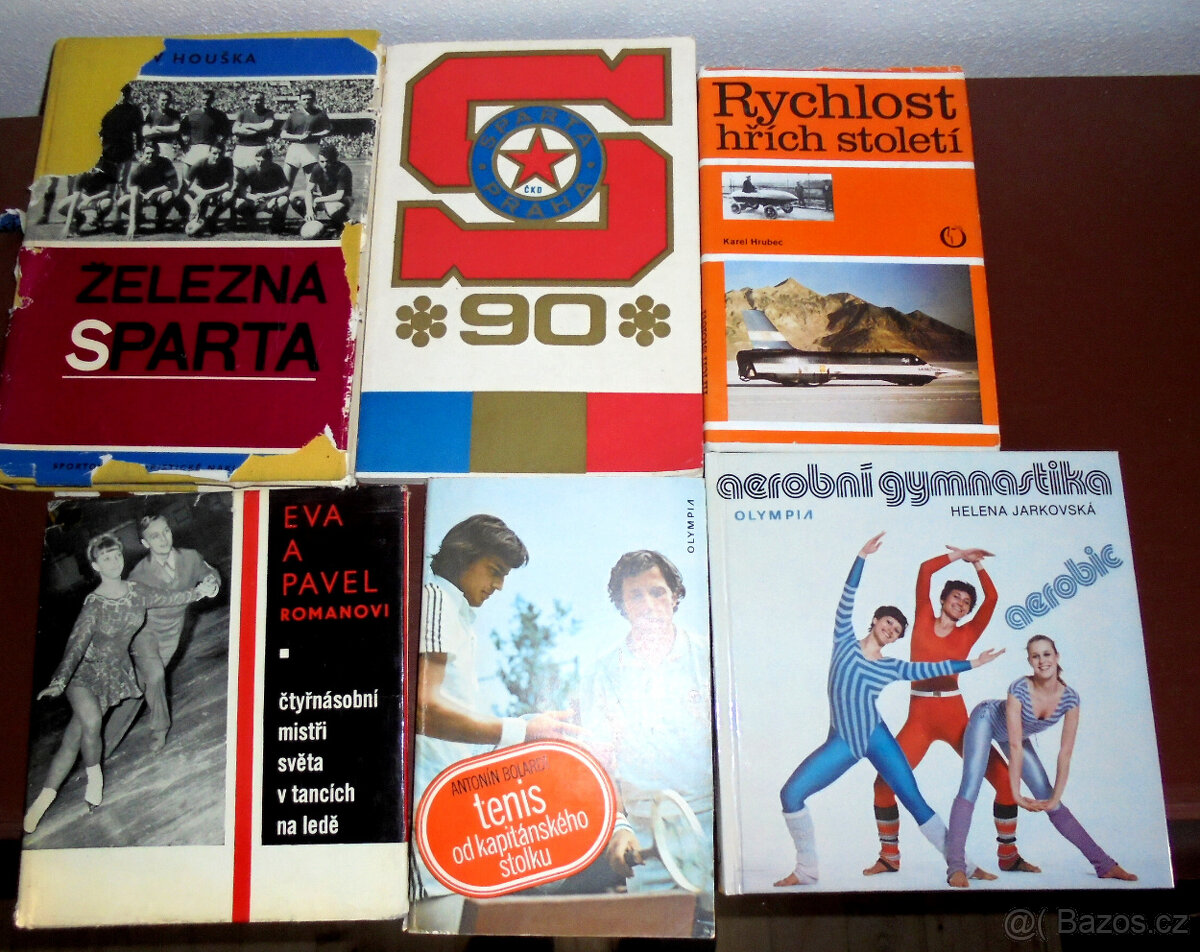 V HOUŠKA
ŽELEZNÁ
SPARTA
S
SPARTA
PRAHA
ČKD
90
Rychlost
hřích století
Karel Hrubec
EVA
A
PAVEL
ROMANOVI
čtyřnásobní
mistři
světa
v tancích
na ledě
OLYMPIA
ANTONÍN BOLARDT
tenis
od kapitánského
stolku
aerobní gymnastika
OLYMPIA
HELENA JARKOVSKÁ
aerobic
@( Bazos.cz